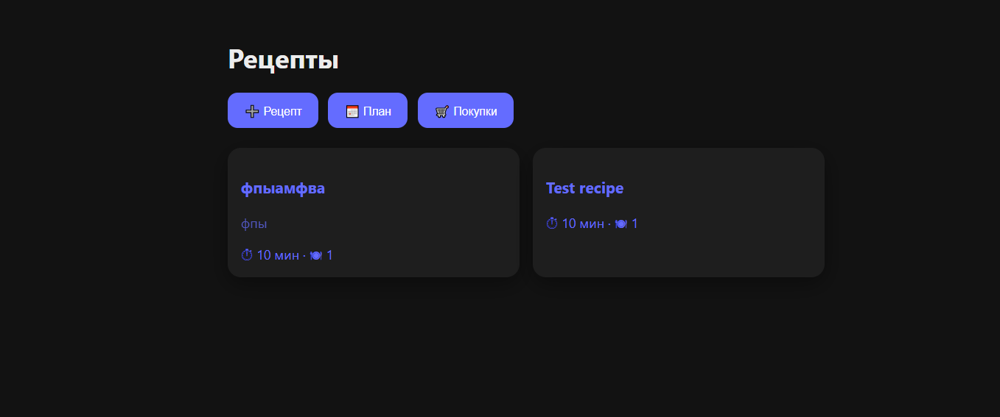 Рецепты
➕ Рецепт
📅 План
🛒 Покупки
фпыамфва
фпы
⏱ 10 мин · 🍽 1
Test recipe
⏱ 10 мин · 🍽 1